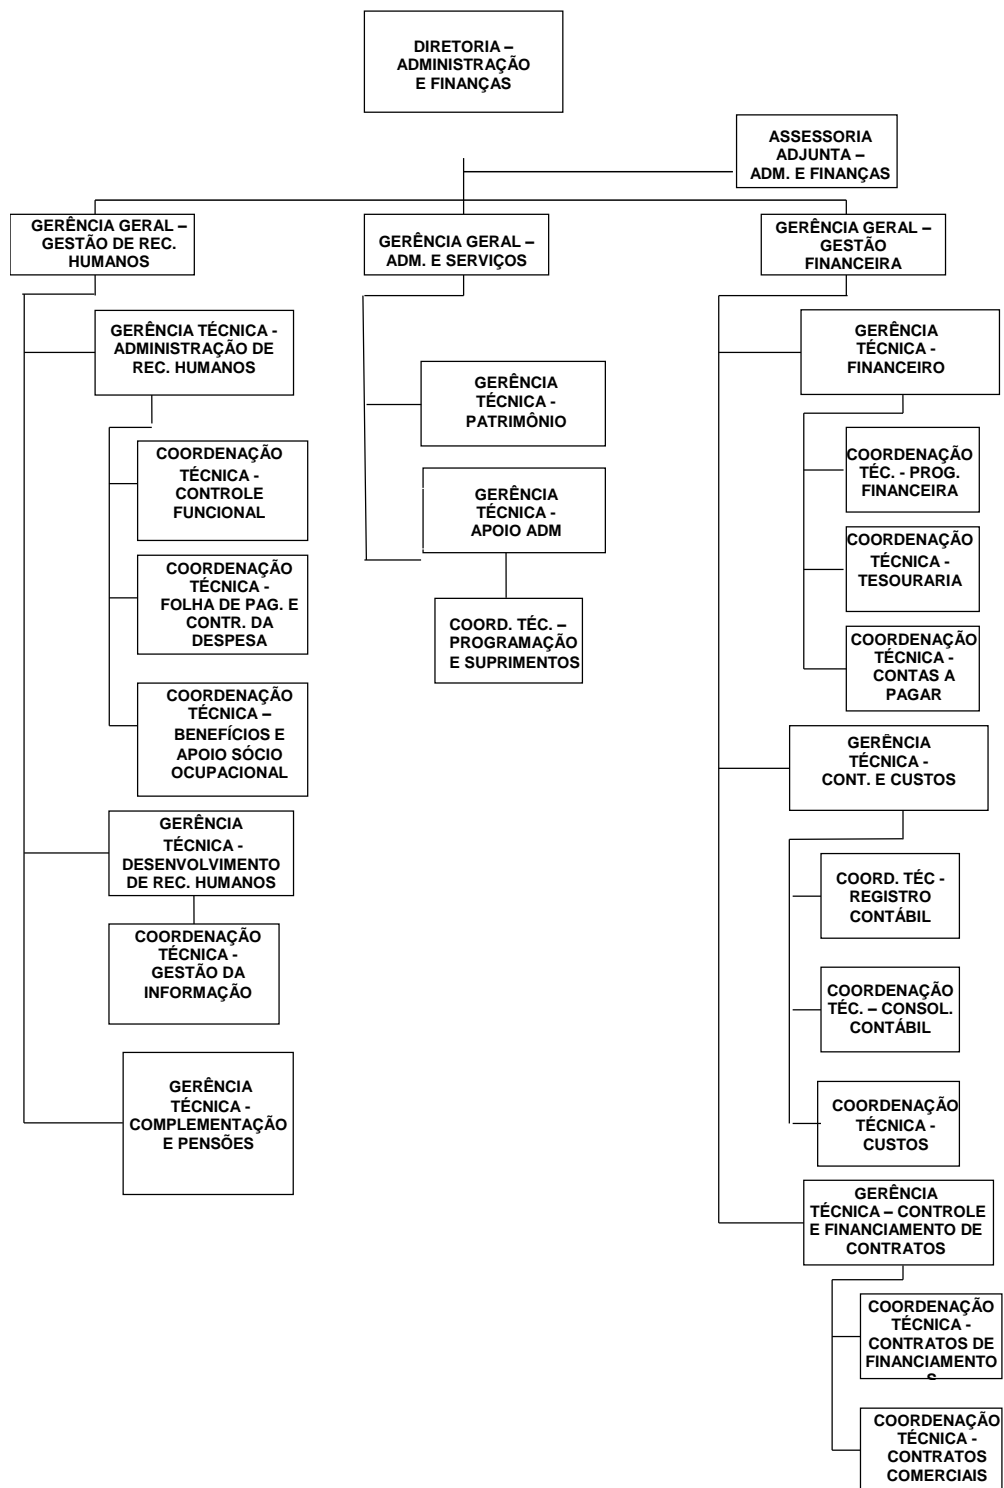 DIRETORIA –
ADMINISTRAÇÃO
E FINANÇAS
ASSESSORIA
ADJUNTA –
ADM. E FINANÇAS
GERÊNCIA GERAL –
GESTÃO DE REC.
HUMANOS
GERÊNCIA GERAL –
ADM. E SERVIÇOS
GERÊNCIA GERAL –
GESTÃO
FINANCEIRA
GERÊNCIA TÉCNICA -
ADMINISTRAÇÃO DE
REC. HUMANOS
COORDENAÇÃO
TÉCNICA -
CONTROLE
FUNCIONAL
COORDENAÇÃO
TÉCNICA -
FOLHA DE PAG. E
CONTR. DA
DESPESA
COORDENAÇÃO
TÉCNICA –
BENEFÍCIOS E
APOIO SÓCIO
OCUPACIONAL
GERÊNCIA
TÉCNICA -
DESENVOLVIMENTO
DE REC. HUMANOS
COORDENAÇÃO
TÉCNICA -
GESTÃO DA
INFORMAÇÃO
GERÊNCIA
TÉCNICA -
COMPLEMENTAÇÃO
E PENSÕES
GERÊNCIA
TÉCNICA -
PATRIMÔNIO
GERÊNCIA
TÉCNICA -
APOIO ADM
COORD. TÉC. –
PROGRAMAÇÃO
E SUPRIMENTOS
GERÊNCIA
TÉCNICA -
FINANCEIRO
COORDENAÇÃO
TÉC. - PROG.
FINANCEIRA
COORDENAÇÃO
TÉCNICA -
TESOURARIA
COORDENAÇÃO
TÉCNICA -
CONTAS A
PAGAR
GERÊNCIA
TÉCNICA -
CONT. E CUSTOS
COORD. TÉC -
REGISTRO
CONTÁBIL
COORDENAÇÃO
TÉC. – CONSOL.
CONTÁBIL
COORDENAÇÃO
TÉCNICA -
CUSTOS
GERÊNCIA
TÉCNICA – CONTROLE
E FINANCIAMENTO DE
CONTRATOS
COORDENAÇÃO
TÉCNICA -
CONTRATOS DE
FINANCIAMENTO
S
COORDENAÇÃO
TÉCNICA -
CONTRATOS
COMERCIAIS